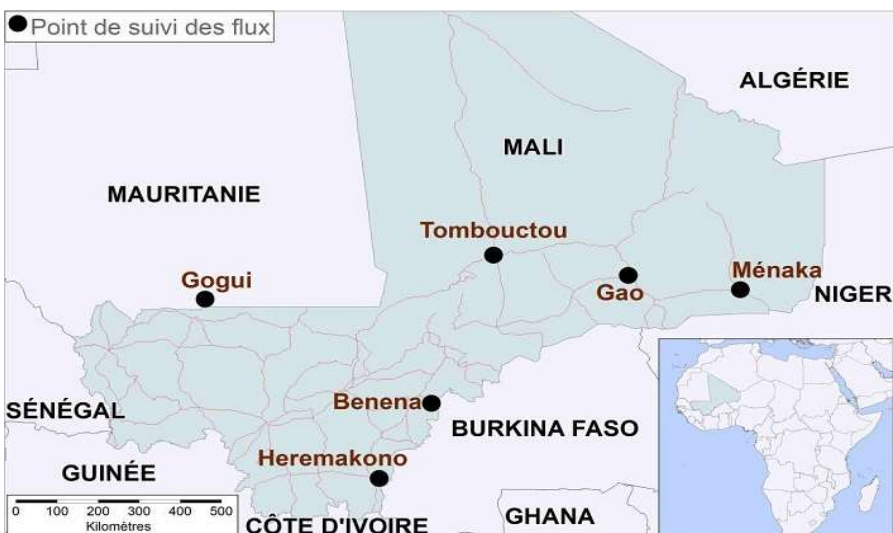 Point de suivi des flux
ALGÉRIE
MALI
MAURITANIE
Tombouctou
Gogui
Ménaka
Gao
NIGER
Benena
SÉNÉGAL
BURKINA FASO
Heremakono
GUINÉE
0 100 200 300 400 500
Kilomètres
CÔTE D'IVOIRE
GHANA